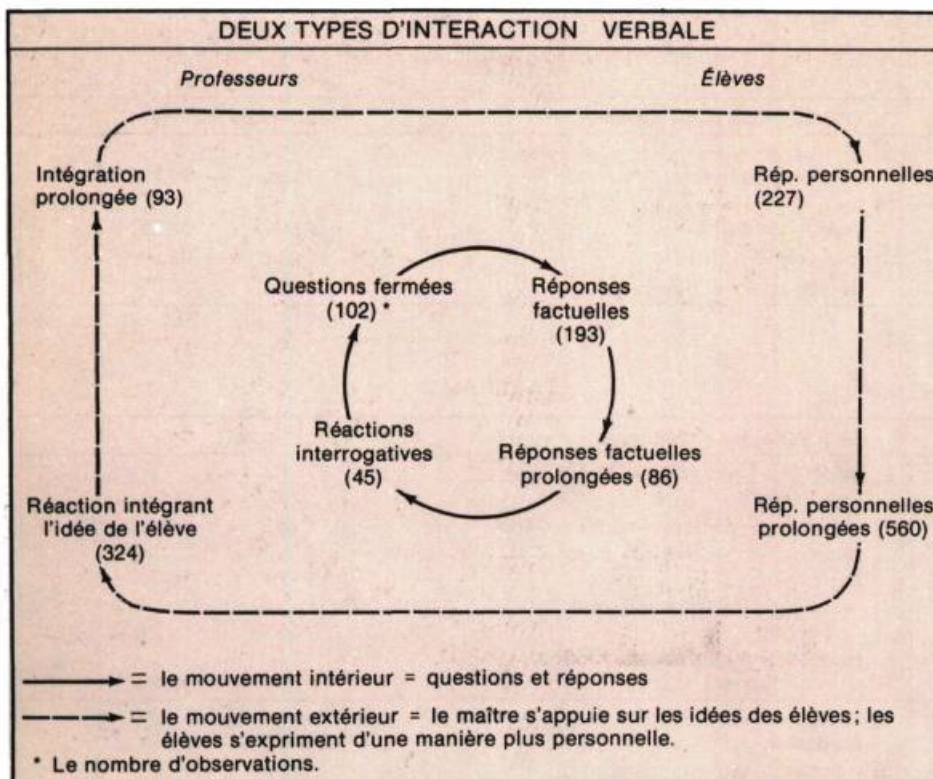 DEUX TYPES D'INTERACTION VERBALE
Professeurs
Élèves
Intégration
prolongée (93)
Rép. personnelles
(227)
Questions fermées
(102) *
Réponses
factuelles
(193)
Réactions
interrogatives
(45)
Réponses factuelles
prolongées (86)
Réaction intégrant
l'idée de l'élève
(324)
Rép. personnelles
prolongées (560)
= le mouvement intérieur = questions et réponses
= le mouvement extérieur = le maître s'appuie sur les idées des élèves; les
élèves s'expriment d'une manière plus personnelle.
* Le nombre d'observations.